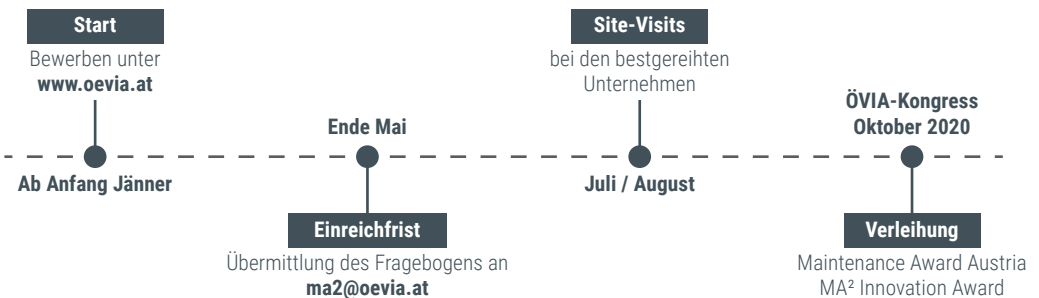 Start
Bewerben unter
www.oevia.at
Ab Anfang Jänner
Ende Mai
Einreichfrist
Übermittlung des Fragebogens an
ma2@oevia.at
Site-Visits
bei den bestgereihten
Unternehmen
Juli / August
ÖVIA-Kongress
Oktober 2020
Verleihung
Maintenance Award Austria
MA² Innovation Award